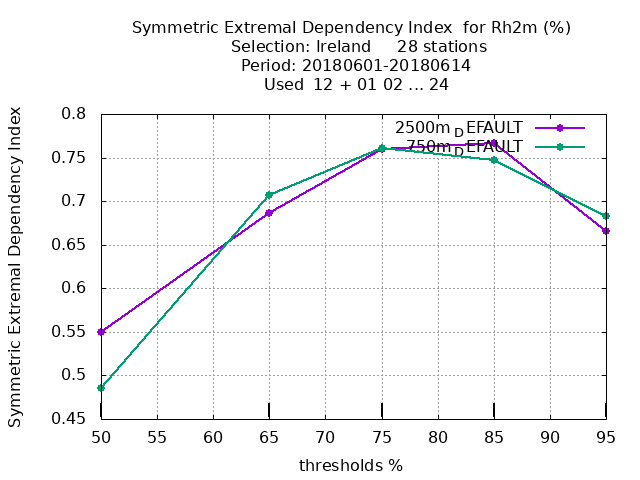 Symmetric Extremal Dependency Index  for Rh2m (%)
Selection: Ireland     28 stations
Period: 20180601-20180614
Used  12 + 01 02 ... 24
Symmetric Extremal Dependency Index
0.8
0.75
0.7
0.65
0.6
0.55
0.5
0.45
2500m_DEFAULT
750m_DEFAULT
50 55 60 65 70 75 80 85 90 95
thresholds %